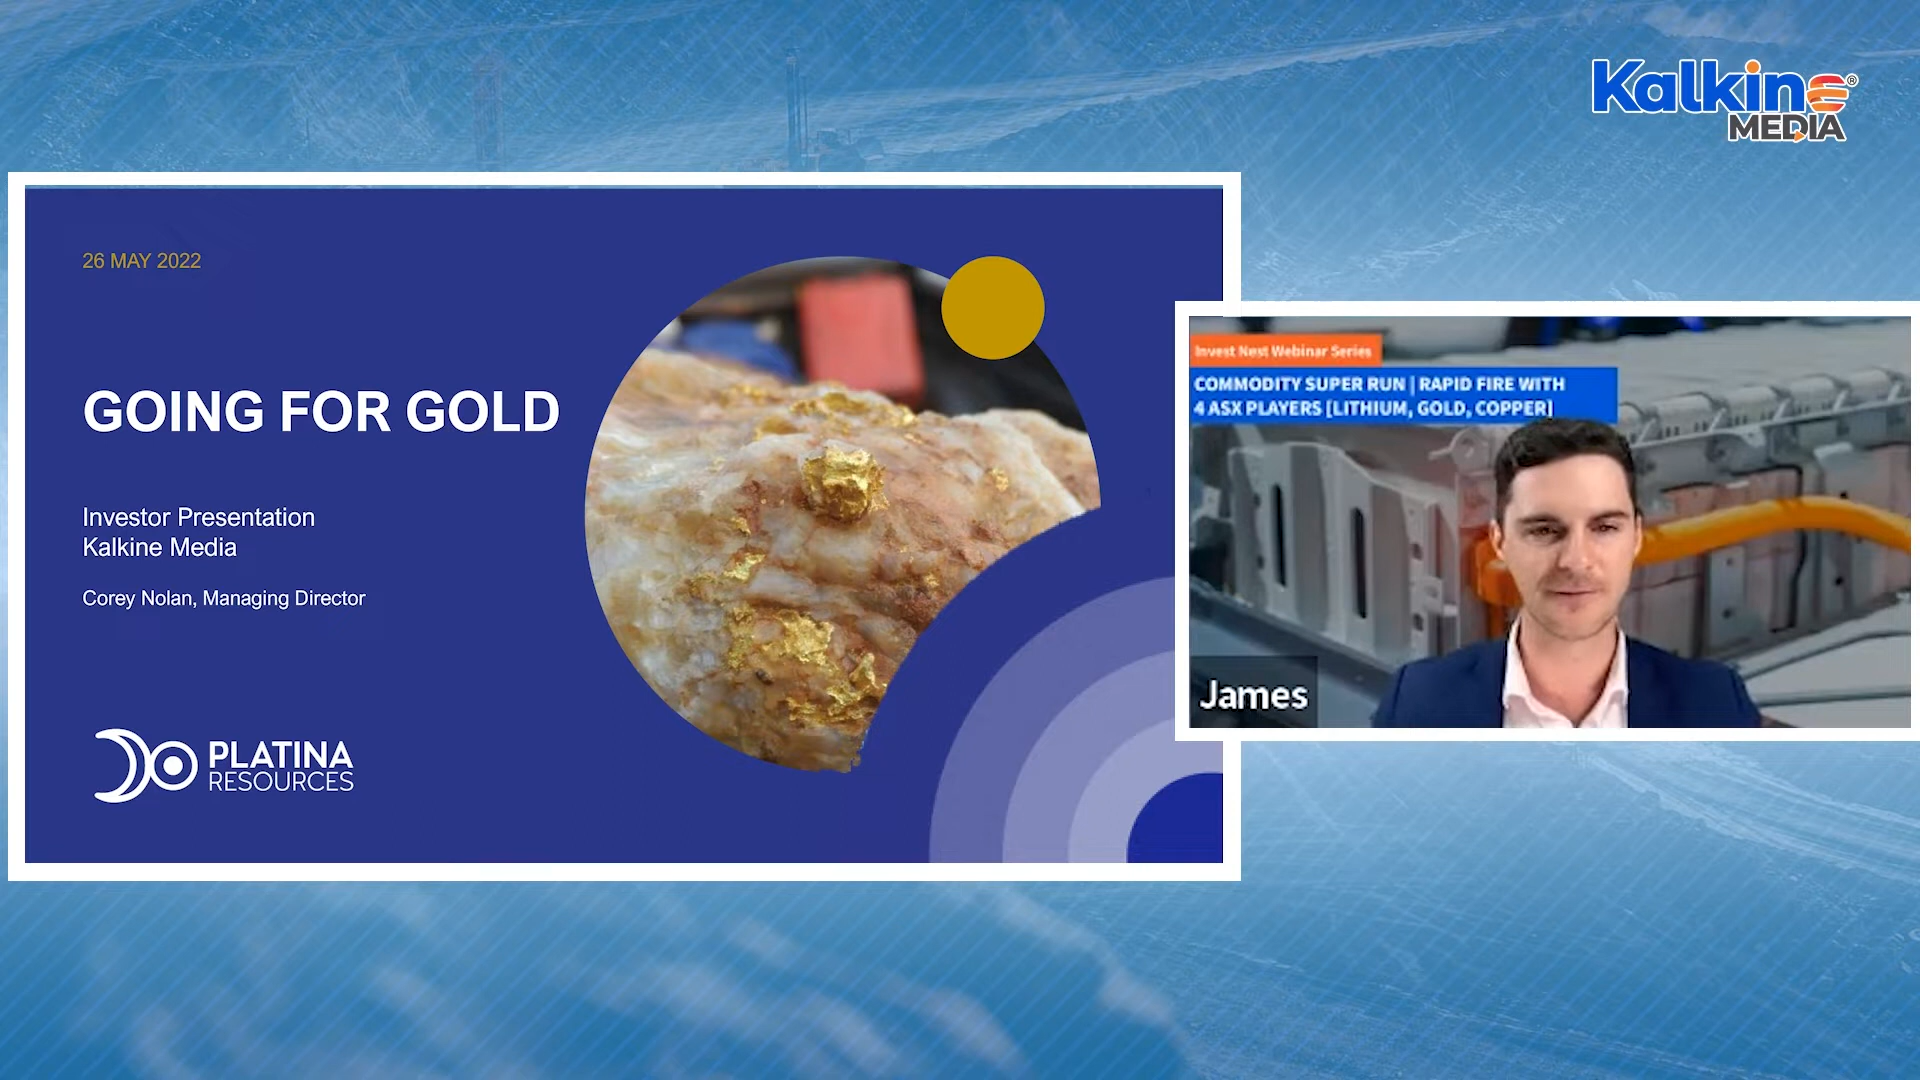 Kalkine®
MEDIA
26 MAY 2022
GOING FOR GOLD
Investor Presentation
Kalkine Media
Corey Nolan, Managing Director
PLATINA
RESOURCES
Invest Nest Webinar Series
COMMODITY SUPER RUN | RAPID FIRE WITH
4 ASX PLAYERS [LITHIUM, GOLD, COPPER]
James